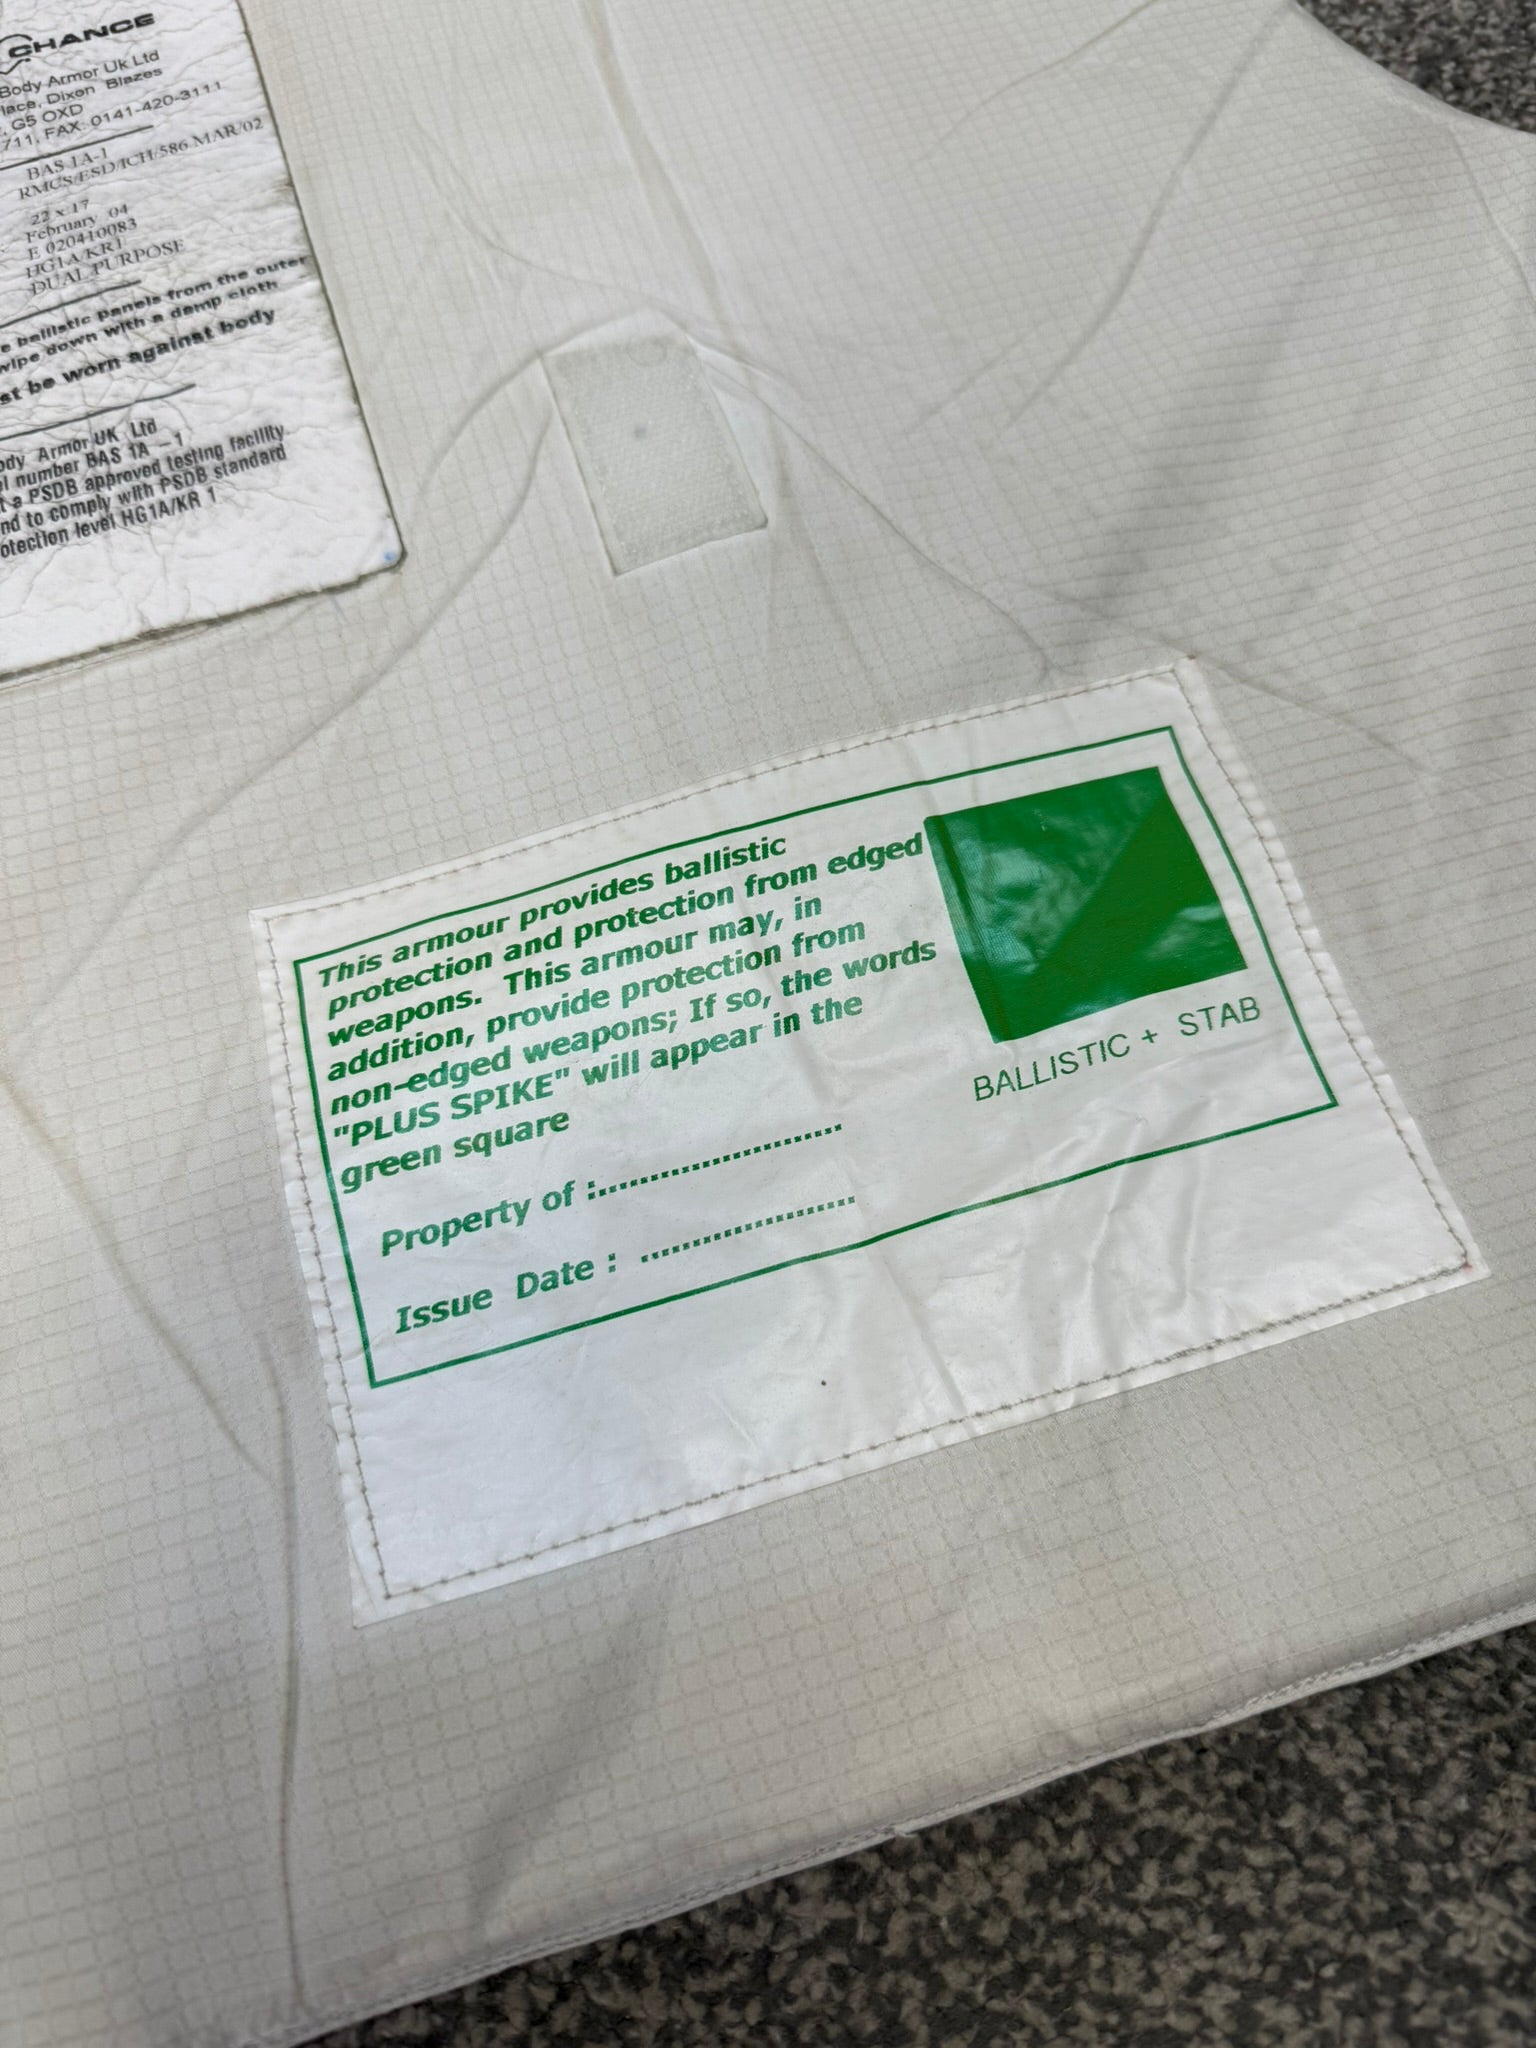 CHANCE
Body Armor Uk Ltd
lace, Dixon Blazes
, G5 OXD
711, FAX: 0141-420-3111
BAS 1A-1
RMCS/ESD/ICH/586 MAR/02
22 x 17
February 04
E 020410083
HG1A/KR1
DUAL PURPOSE
e ballistic panels from the outer
wipe down with a damp cloth
st be worn against body
ody Armor UK Ltd
el number BAS 1A -1
t a PSDB approved testing facility
nd to comply with PSDB standard
otection level HG1A/KR 1
This armour provides ballistic
protection and protection from edged
weapons. This armour may, in
addition, provide protection from
non-edged weapons; If so, the words
"PLUS SPIKE" will appear in the
green square
BALLISTIC + STAB
Property of :........................
Issue Date : ........................